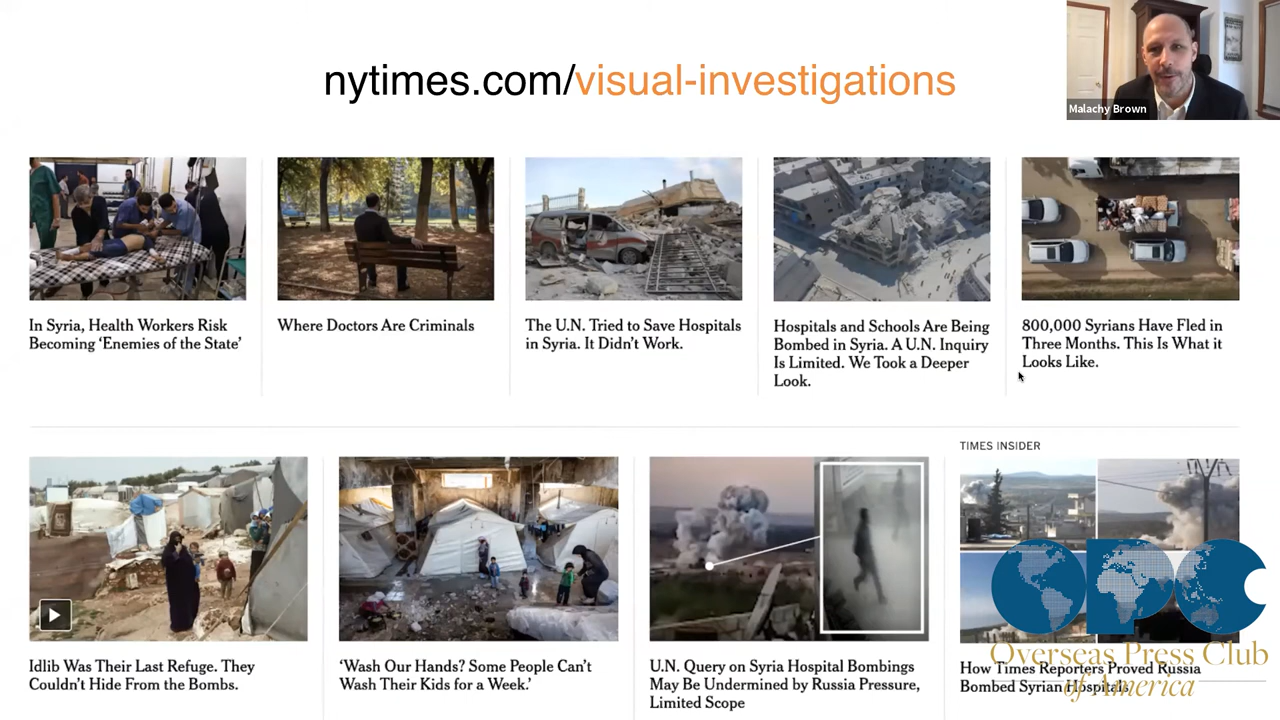 nytimes.com/visual-investigations
Malachy Brown
In Syria, Health Workers Risk
Becoming ‘Enemies of the State’
Where Doctors Are Criminals
The U.N. Tried to Save Hospitals
in Syria. It Didn’t Work.
Hospitals and Schools Are Being
Bombed in Syria. A U.N. Inquiry
Is Limited. We Took a Deeper
Look.
800,000 Syrians Have Fled in
Three Months. This Is What it
Looks Like.
Idlib Was Their Last Refuge. They
Couldn’t Hide From the Bombs.
‘Wash Our Hands? Some People Can’t
Wash Their Kids for a Week.’
U.N. Query on Syria Hospital Bombings
May Be Undermined by Russia Pressure,
Limited Scope
TIMES INSIDER
How Times Reporters Proved Russia
Bombed Syrian Hospitals
OPC
Overseas Press Club
of America